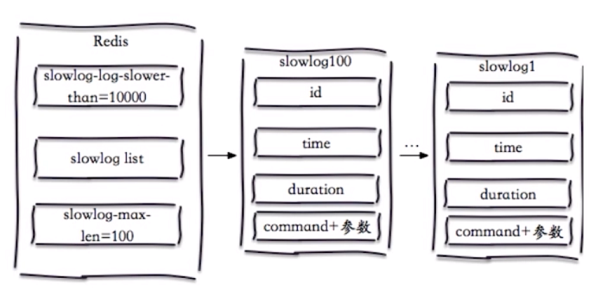 Redis
slowlog-log-slower-
than=10000
slowlog list
slowlog-max-
len=100
slowlog100
id
time
duration
command+参数
...
slowlog1
id
time
duration
command+参数